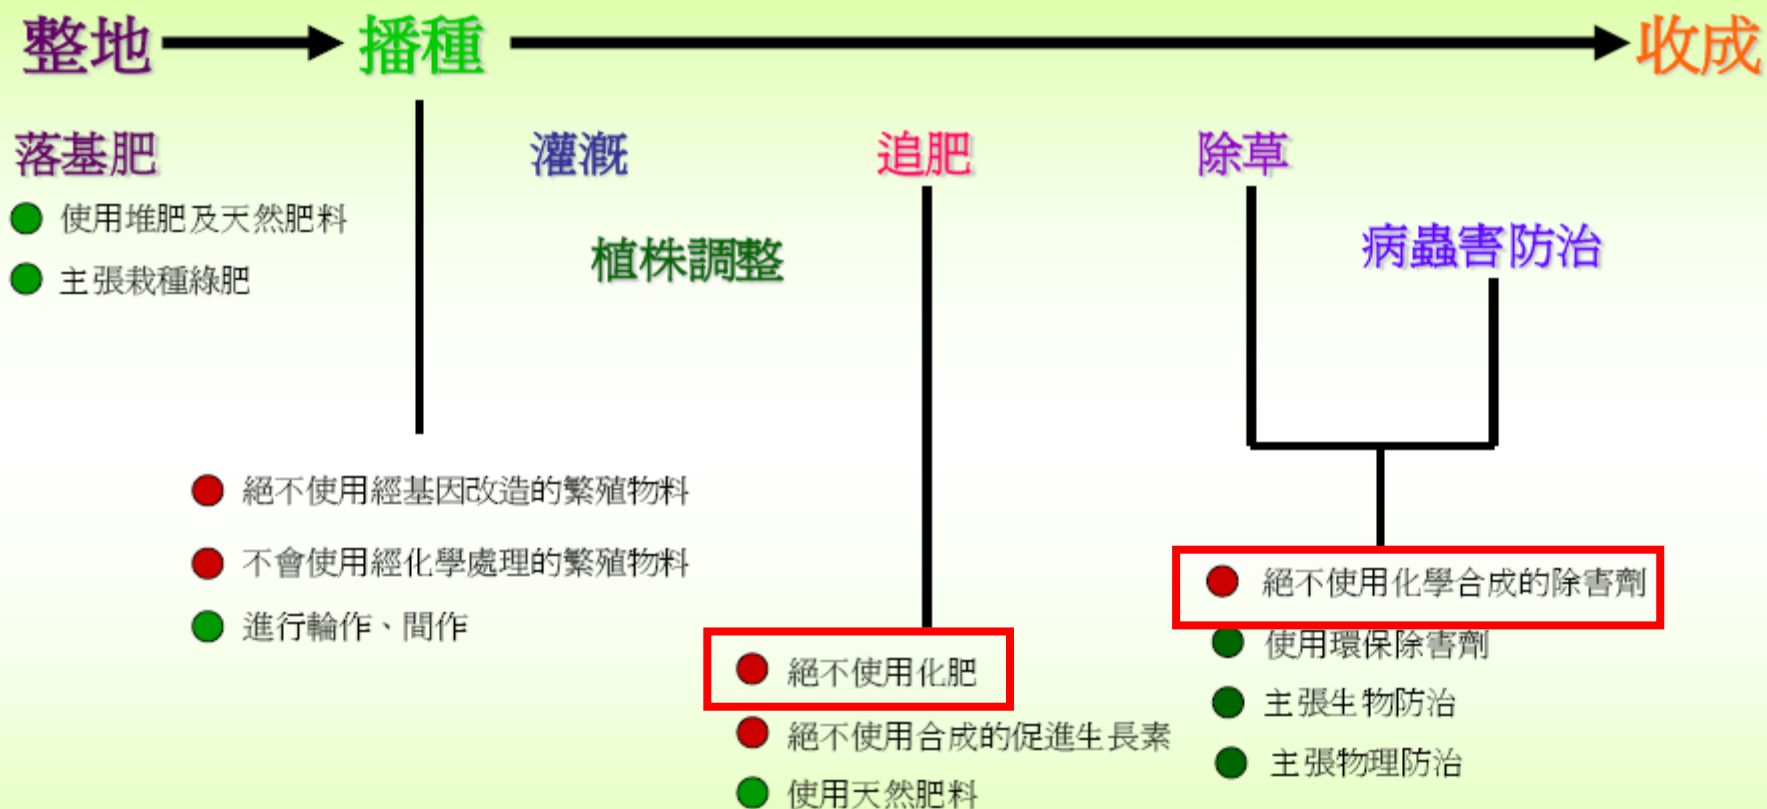 整地
播種
收成
落基肥
灌溉
追肥
除草
使用堆肥及天然肥料
主張栽種綠肥
植株調整
病蟲害防治
絕不使用經基因改造的繁殖物料
不會使用經化學處理的繁殖物料
進行輪作、間作
絕不使用化肥
絕不使用合成的促進生長素
使用天然肥料
絕不使用化學合成的除害劑
使用環保除害劑
主張生物防治
主張物理防治